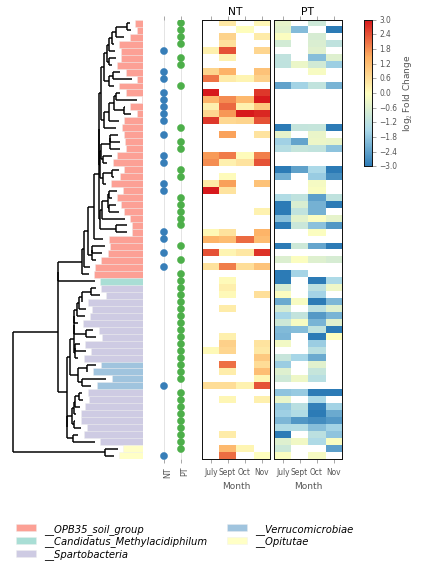 NT PT
3.0
2.4
1.8
1.2
0.6
0.0
−0.6
−1.2
−1.8
−2.4
−3.0
log₂ Fold Change
NT PT
July Sept Oct Nov July Sept Oct Nov
Month Month
__OPB35_soil_group
__Candidatus_Methylacidiphilum
__Spartobacteria
__Verrucomicrobiae
__Opitutae